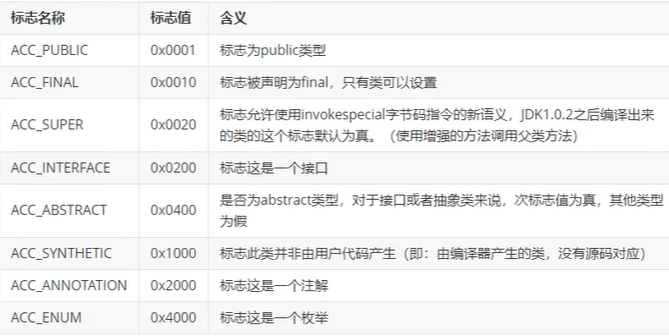 标志名称 标志值 含义
ACC_PUBLIC 0x0001 标志为public类型
ACC_FINAL 0x0010 标志被声明为final，只有类可以设置
ACC_SUPER 0x0020 标志允许使用invokespecial字节码指令的新语义，JDK1.0.2之后编译出来
的类的这个标志默认为真。（使用增强的方法调用父类方法）
ACC_INTERFACE 0x0200 标志这是一个接口
ACC_ABSTRACT 0x0400 是否为abstract类型，对于接口或者抽象类来说，次标志值为真，其他类型
为假
ACC_SYNTHETIC 0x1000 标志此类并非由用户代码产生（即：由编译器产生的类，没有源码对应）
ACC_ANNOTATION 0x2000 标志这是一个注解
ACC_ENUM 0x4000 标志这是一个枚举